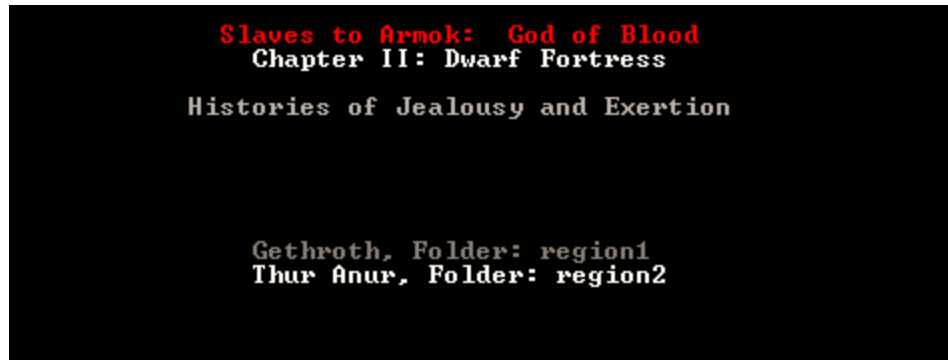 Slaves to Armok: God of Blood
Chapter II: Dwarf Fortress
Histories of Jealousy and Exertion
Gethroth, Folder: region1
Thur Anur, Folder: region2